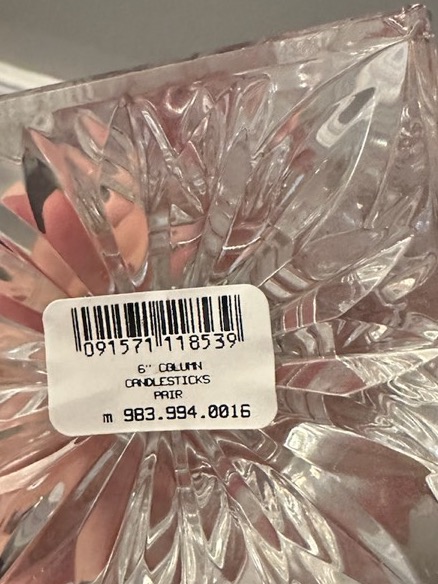 091571 118539
6" COLUMN
CANDLESTICKS
PAIR
m 983.994.0016